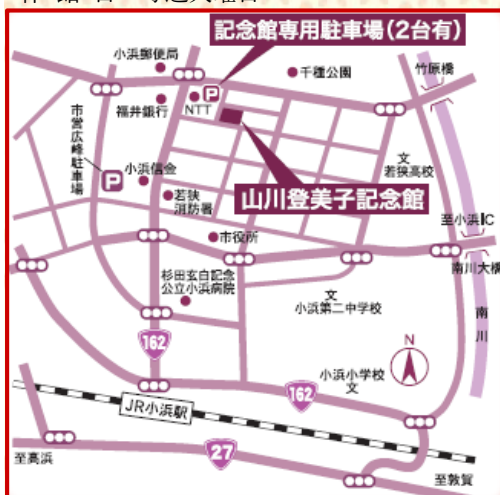 記念館専用駐車場(2台有)
小浜郵便局
P
千種公園
竹原橋
福井銀行
NTT
市営広峰駐車場
P
小浜信金
文
若狭高校
若狭
消防署
山川登美子記念館
至小浜IC
市役所
南川大橋
杉田玄白記念
公立小浜病院
文
小浜第二中学校
南川
162
N
小浜小学校
文
162
JR小浜駅
27
至高浜
至敦賀